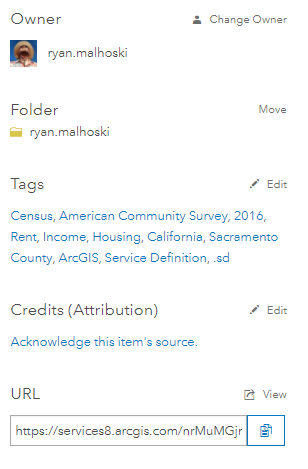 Owner
Change Owner
ryan.malhoski
Folder
Move
ryan.malhoski
Tags
Edit
Census, American Community Survey, 2016,
Rent, Income, Housing, California, Sacramento
County, ArcGIS, Service Definition, .sd
Credits (Attribution)
Edit
Acknowledge this item's source.
URL
View
https://services8.arcgis.com/nrMuMGjr